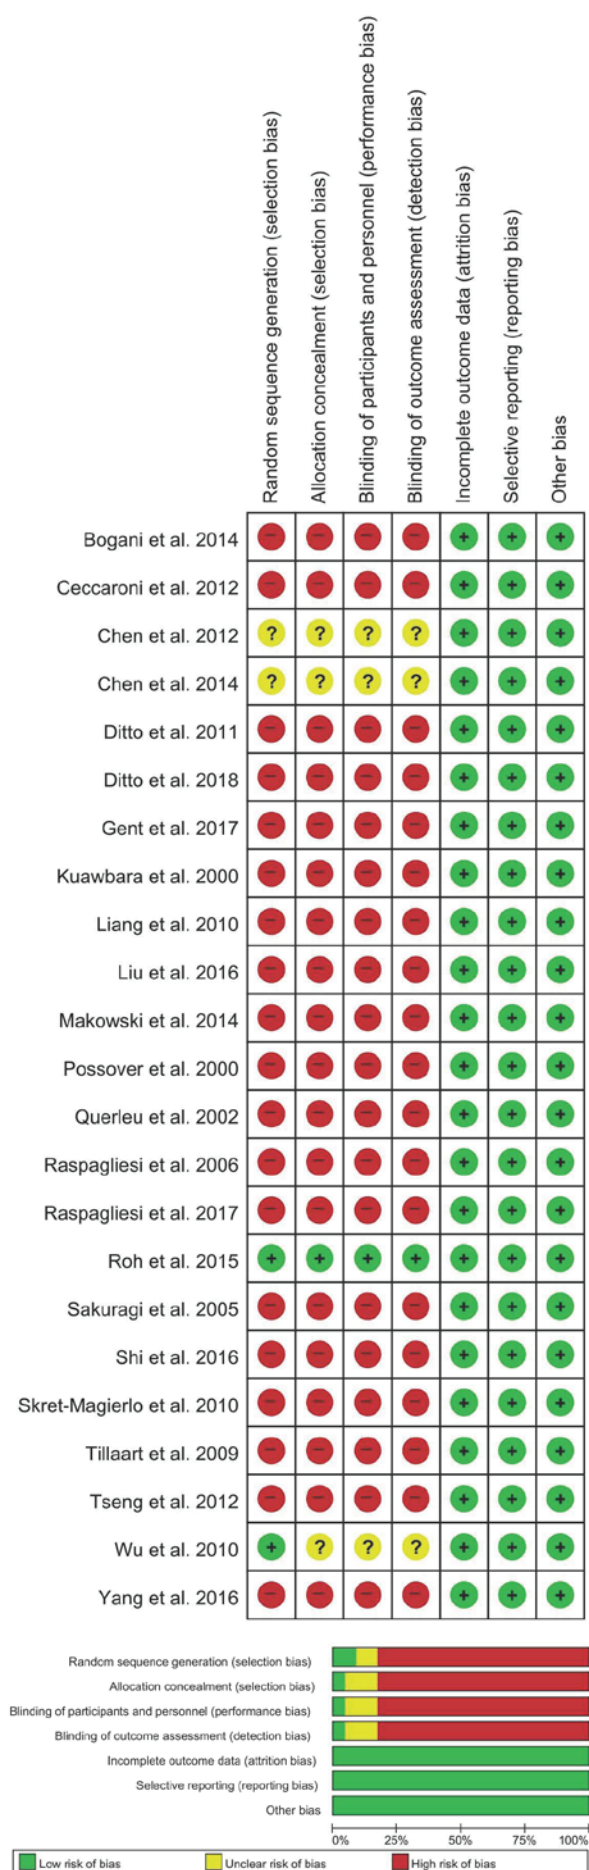 Random sequence generation (selection bias)
Allocation concealment (selection bias)
Blinding of participants and personnel (performance bias)
Blinding of outcome assessment (detection bias)
Incomplete outcome data (attrition bias)
Selective reporting (reporting bias)
Other bias
Bogani et al. 2014 − − − − + + +
Ceccaroni et al. 2012 − − − − + + +
Chen et al. 2012 ? ? ? ? + + +
Chen et al. 2014 ? ? ? ? + + +
Ditto et al. 2011 − − − − + + +
Ditto et al. 2018 − − − − + + +
Gent et al. 2017 − − − − + + +
Kuawbara et al. 2000 − − − − + + +
Liang et al. 2010 − − − − + + +
Liu et al. 2016 − − − − + + +
Makowski et al. 2014 − − − − + + +
Possover et al. 2000 − − − − + + +
Querleu et al. 2002 − − − − + + +
Raspagliesi et al. 2006 − − − − + + +
Raspagliesi et al. 2017 − − − − + + +
Roh et al. 2015 + + + + + + +
Sakuragi et al. 2005 − − − − + + +
Shi et al. 2016 − − − − + + +
Skret-Magierlo et al. 2010 − − − − + + +
Tillaart et al. 2009 − − − − + + +
Tseng et al. 2012 − − − − + + +
Wu et al. 2010 + ? ? ? + + +
Yang et al. 2016 − − − − + + +
Random sequence generation (selection bias)
Allocation concealment (selection bias)
Blinding of participants and personnel (performance bias)
Blinding of outcome assessment (detection bias)
Incomplete outcome data (attrition bias)
Selective reporting (reporting bias)
Other bias
0% 25% 50% 75% 100%
Low risk of bias Unclear risk of bias High risk of bias